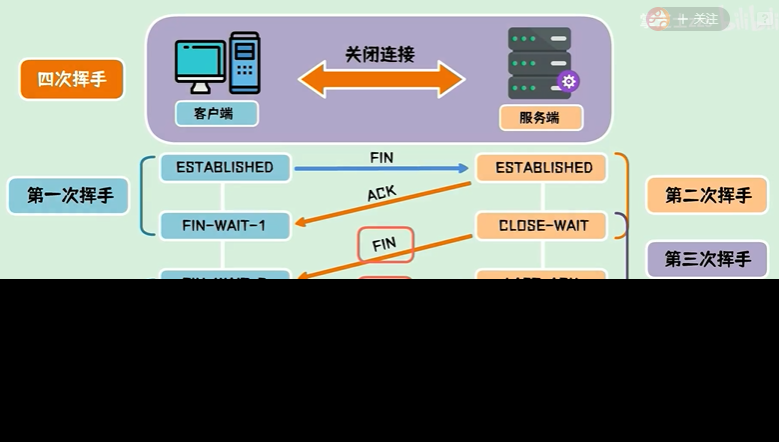 + 关注
关闭连接
四次挥手
客户端
服务端
ESTABLISHED
FIN
ESTABLISHED
第一次挥手
ACK
第二次挥手
FIN-WAIT-1
CLOSE-WAIT
FIN
第三次挥手